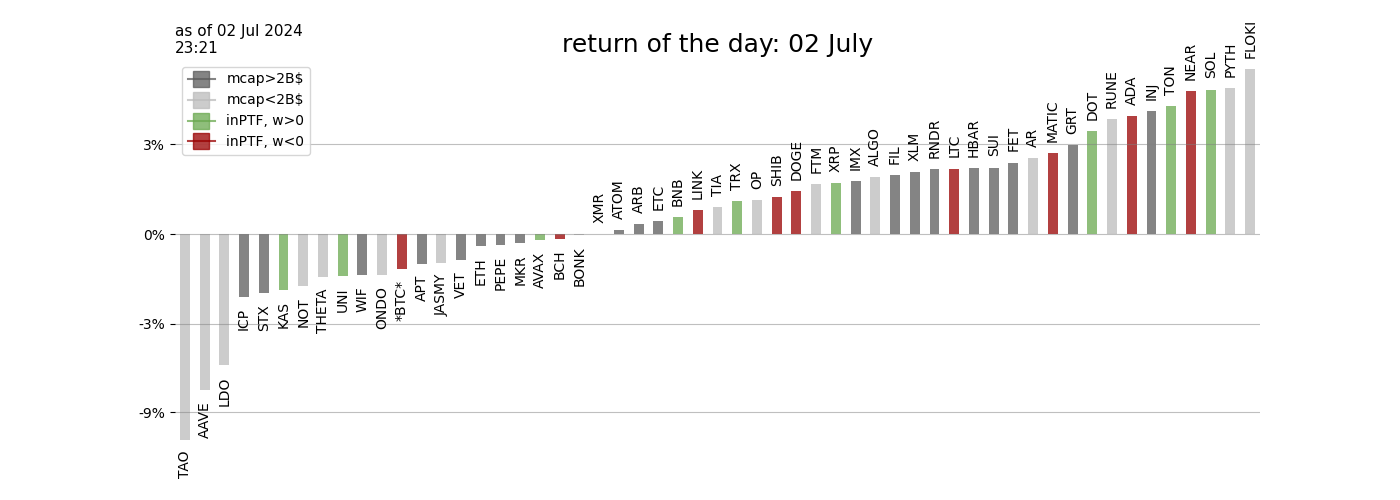 as of 02 Jul 2024
23:21
return of the day: 02 July
mcap>2B$
mcap<2B$
inPTF, w>0
inPTF, w<0
3%
0%
-3%
-9%
TAO
AAVE
LDO
ICP
STX
KAS
NOT
THETA
UNI
WIF
ONDO
*BTC*
APT
JASMY
VET
ETH
PEPE
MKR
AVAX
BCH
BONK
XMR
ATOM
ARB
ETC
BNB
LINK
TIA
TRX
OP
SHIB
DOGE
FTM
XRP
IMX
ALGO
FIL
XLM
RNDR
LTC
HBAR
SUI
FET
AR
MATIC
GRT
DOT
RUNE
ADA
INJ
TON
NEAR
SOL
PYTH
FLOKI